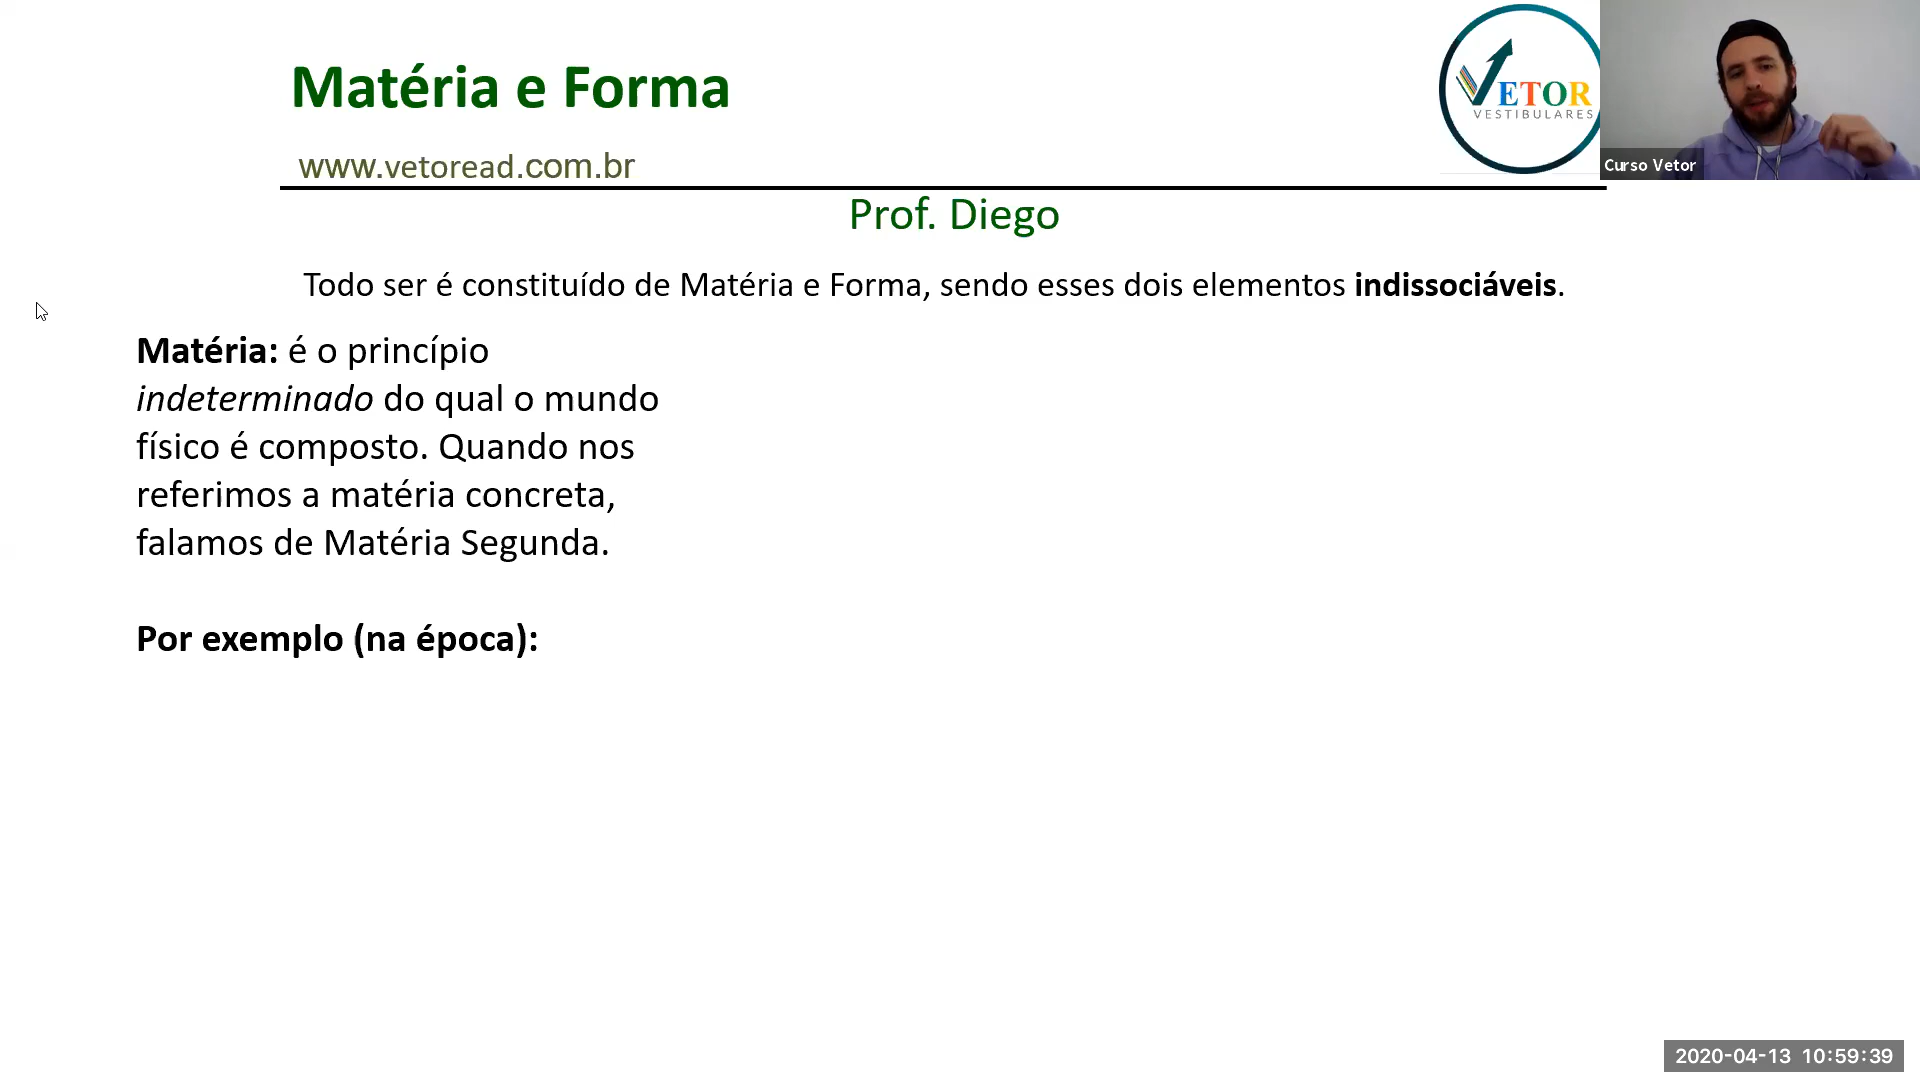 Matéria e Forma
www.vetoread.com.br
VETOR
VESTIBULARES
Curso Vetor
Prof. Diego
Todo ser é constituído de Matéria e Forma, sendo esses dois elementos indissociáveis.
Matéria: é o princípio
indeterminado do qual o mundo
físico é composto. Quando nos
referimos a matéria concreta,
falamos de Matéria Segunda.
Por exemplo (na época):
2020-04-13 10:59:39